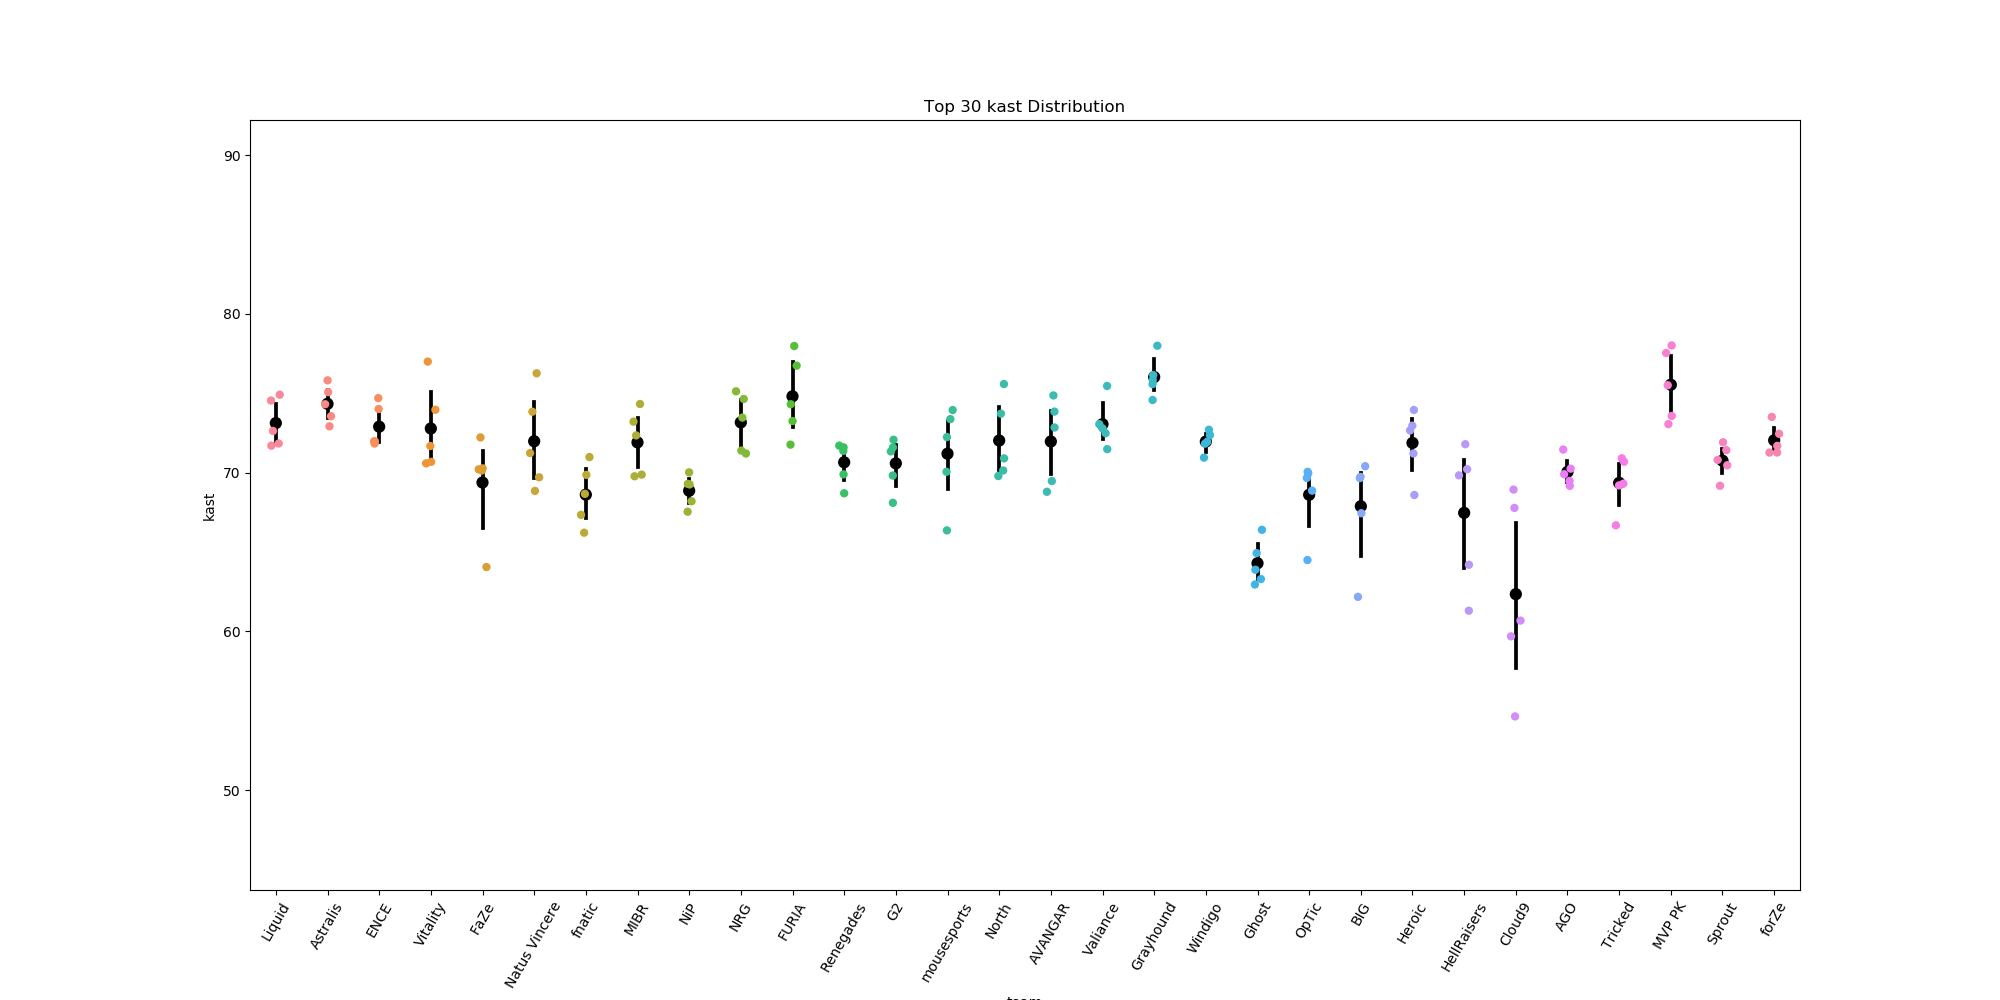 Top 30 kast Distribution
90
80
70
60
50
kast
Liquid
Astralis
ENCE
Vitality
FaZe
Natus Vincere
fnatic
MIBR
NiP
NRG
FURIA
Renegades
G2
mousesports
North
AVANGAR
Valiance
Grayhound
Windigo
Ghost
OpTic
BIG
Heroic
HellRaisers
Cloud9
AGO
Tricked
MVP PK
Sprout
forZe